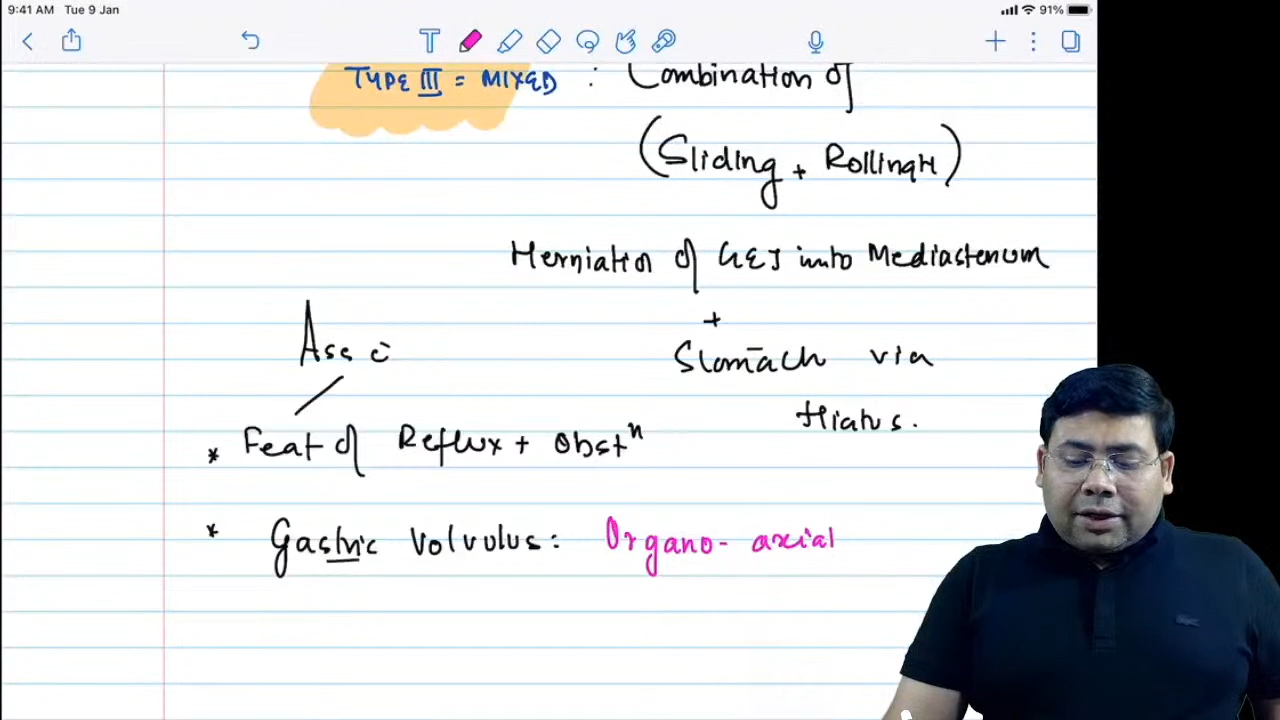 9:41 AM Tue 9 Jan
91%
TYPE III = MIXED : Combination of
(Sliding + Rolling H)
Herniation of GEJ into Mediastenum
+
Ass c̄
Stomach via
Hiatus.
* Feat of Reflux + Obstⁿ
* Gastric Volvulus: Organo-axial